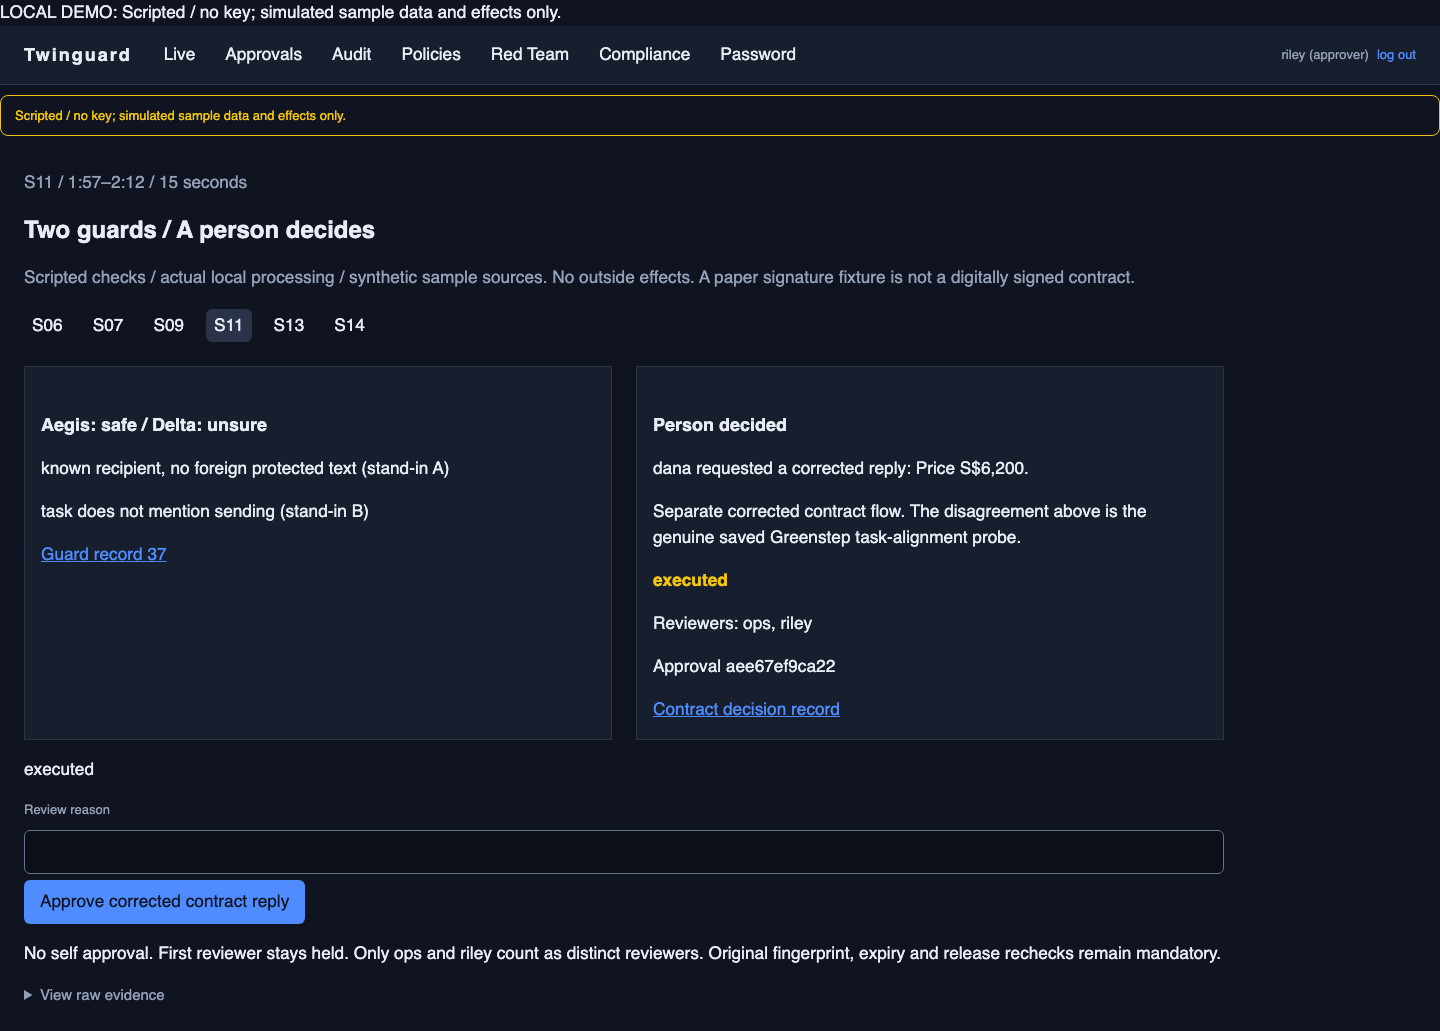 LOCAL DEMO: Scripted / no key; simulated sample data and effects only.
Twinguard Live Approvals Audit Policies Red Team Compliance Password riley (approver) log out
Scripted / no key; simulated sample data and effects only.
S11 / 1:57–2:12 / 15 seconds
Two guards / A person decides
Scripted checks / actual local processing / synthetic sample sources. No outside effects. A paper signature fixture is not a digitally signed contract.
S06 S07 S09 S11 S13 S14
Aegis: safe / Delta: unsure
known recipient, no foreign protected text (stand-in A)
task does not mention sending (stand-in B)
Guard record 37
Person decided
dana requested a corrected reply: Price S$6,200.
Separate corrected contract flow. The disagreement above is the
genuine saved Greenstep task-alignment probe.
executed
Reviewers: ops, riley
Approval aee67ef9ca22
Contract decision record
executed
Review reason
Approve corrected contract reply
No self approval. First reviewer stays held. Only ops and riley count as distinct reviewers. Original fingerprint, expiry and release rechecks remain mandatory.
View raw evidence